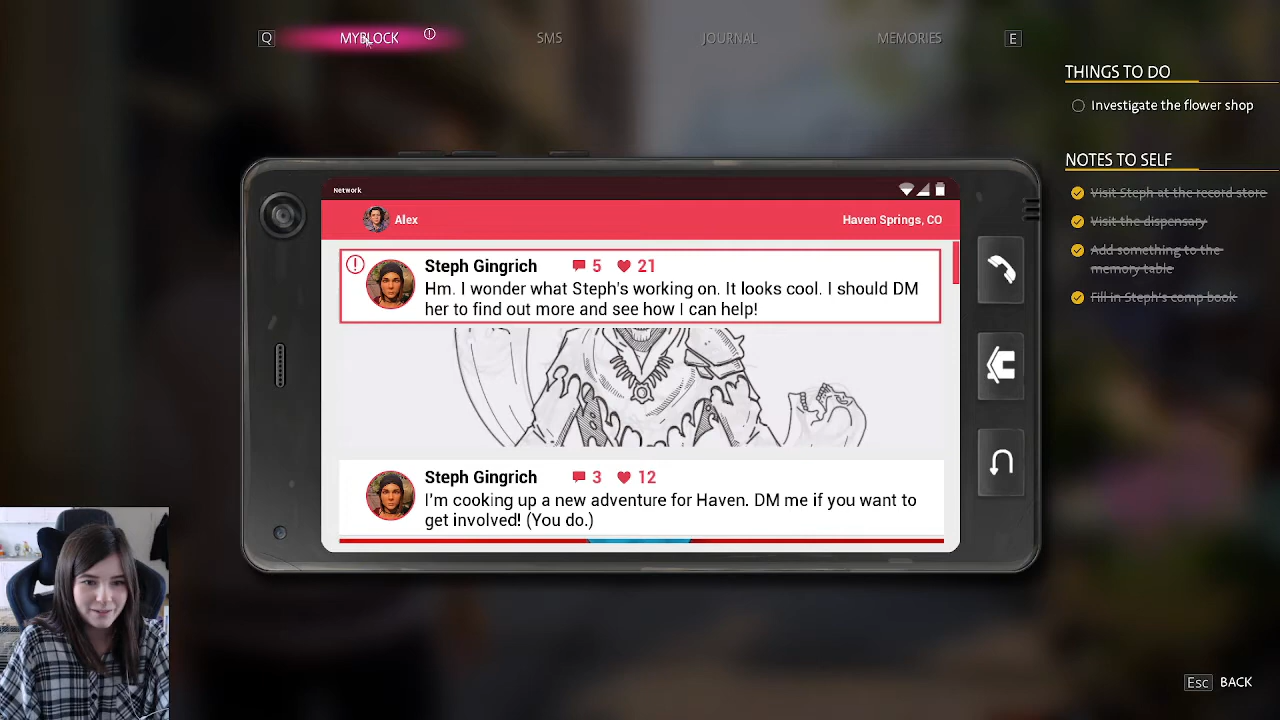 Q
MYBLOCK
SMS
JOURNAL
MEMORIES
E
THINGS TO DO
Investigate the flower shop
NOTES TO SELF
Visit Steph at the record store
Visit the dispensary
Add something to the
memory table
Fill in Steph's comp book
Network
Alex
Haven Springs, CO
Steph Gingrich 5 21
Hm. I wonder what Steph's working on. It looks cool. I should DM
her to find out more and see how I can help!
Steph Gingrich 3 12
I'm cooking up a new adventure for Haven. DM me if you want to
get involved! (You do.)
Esc BACK